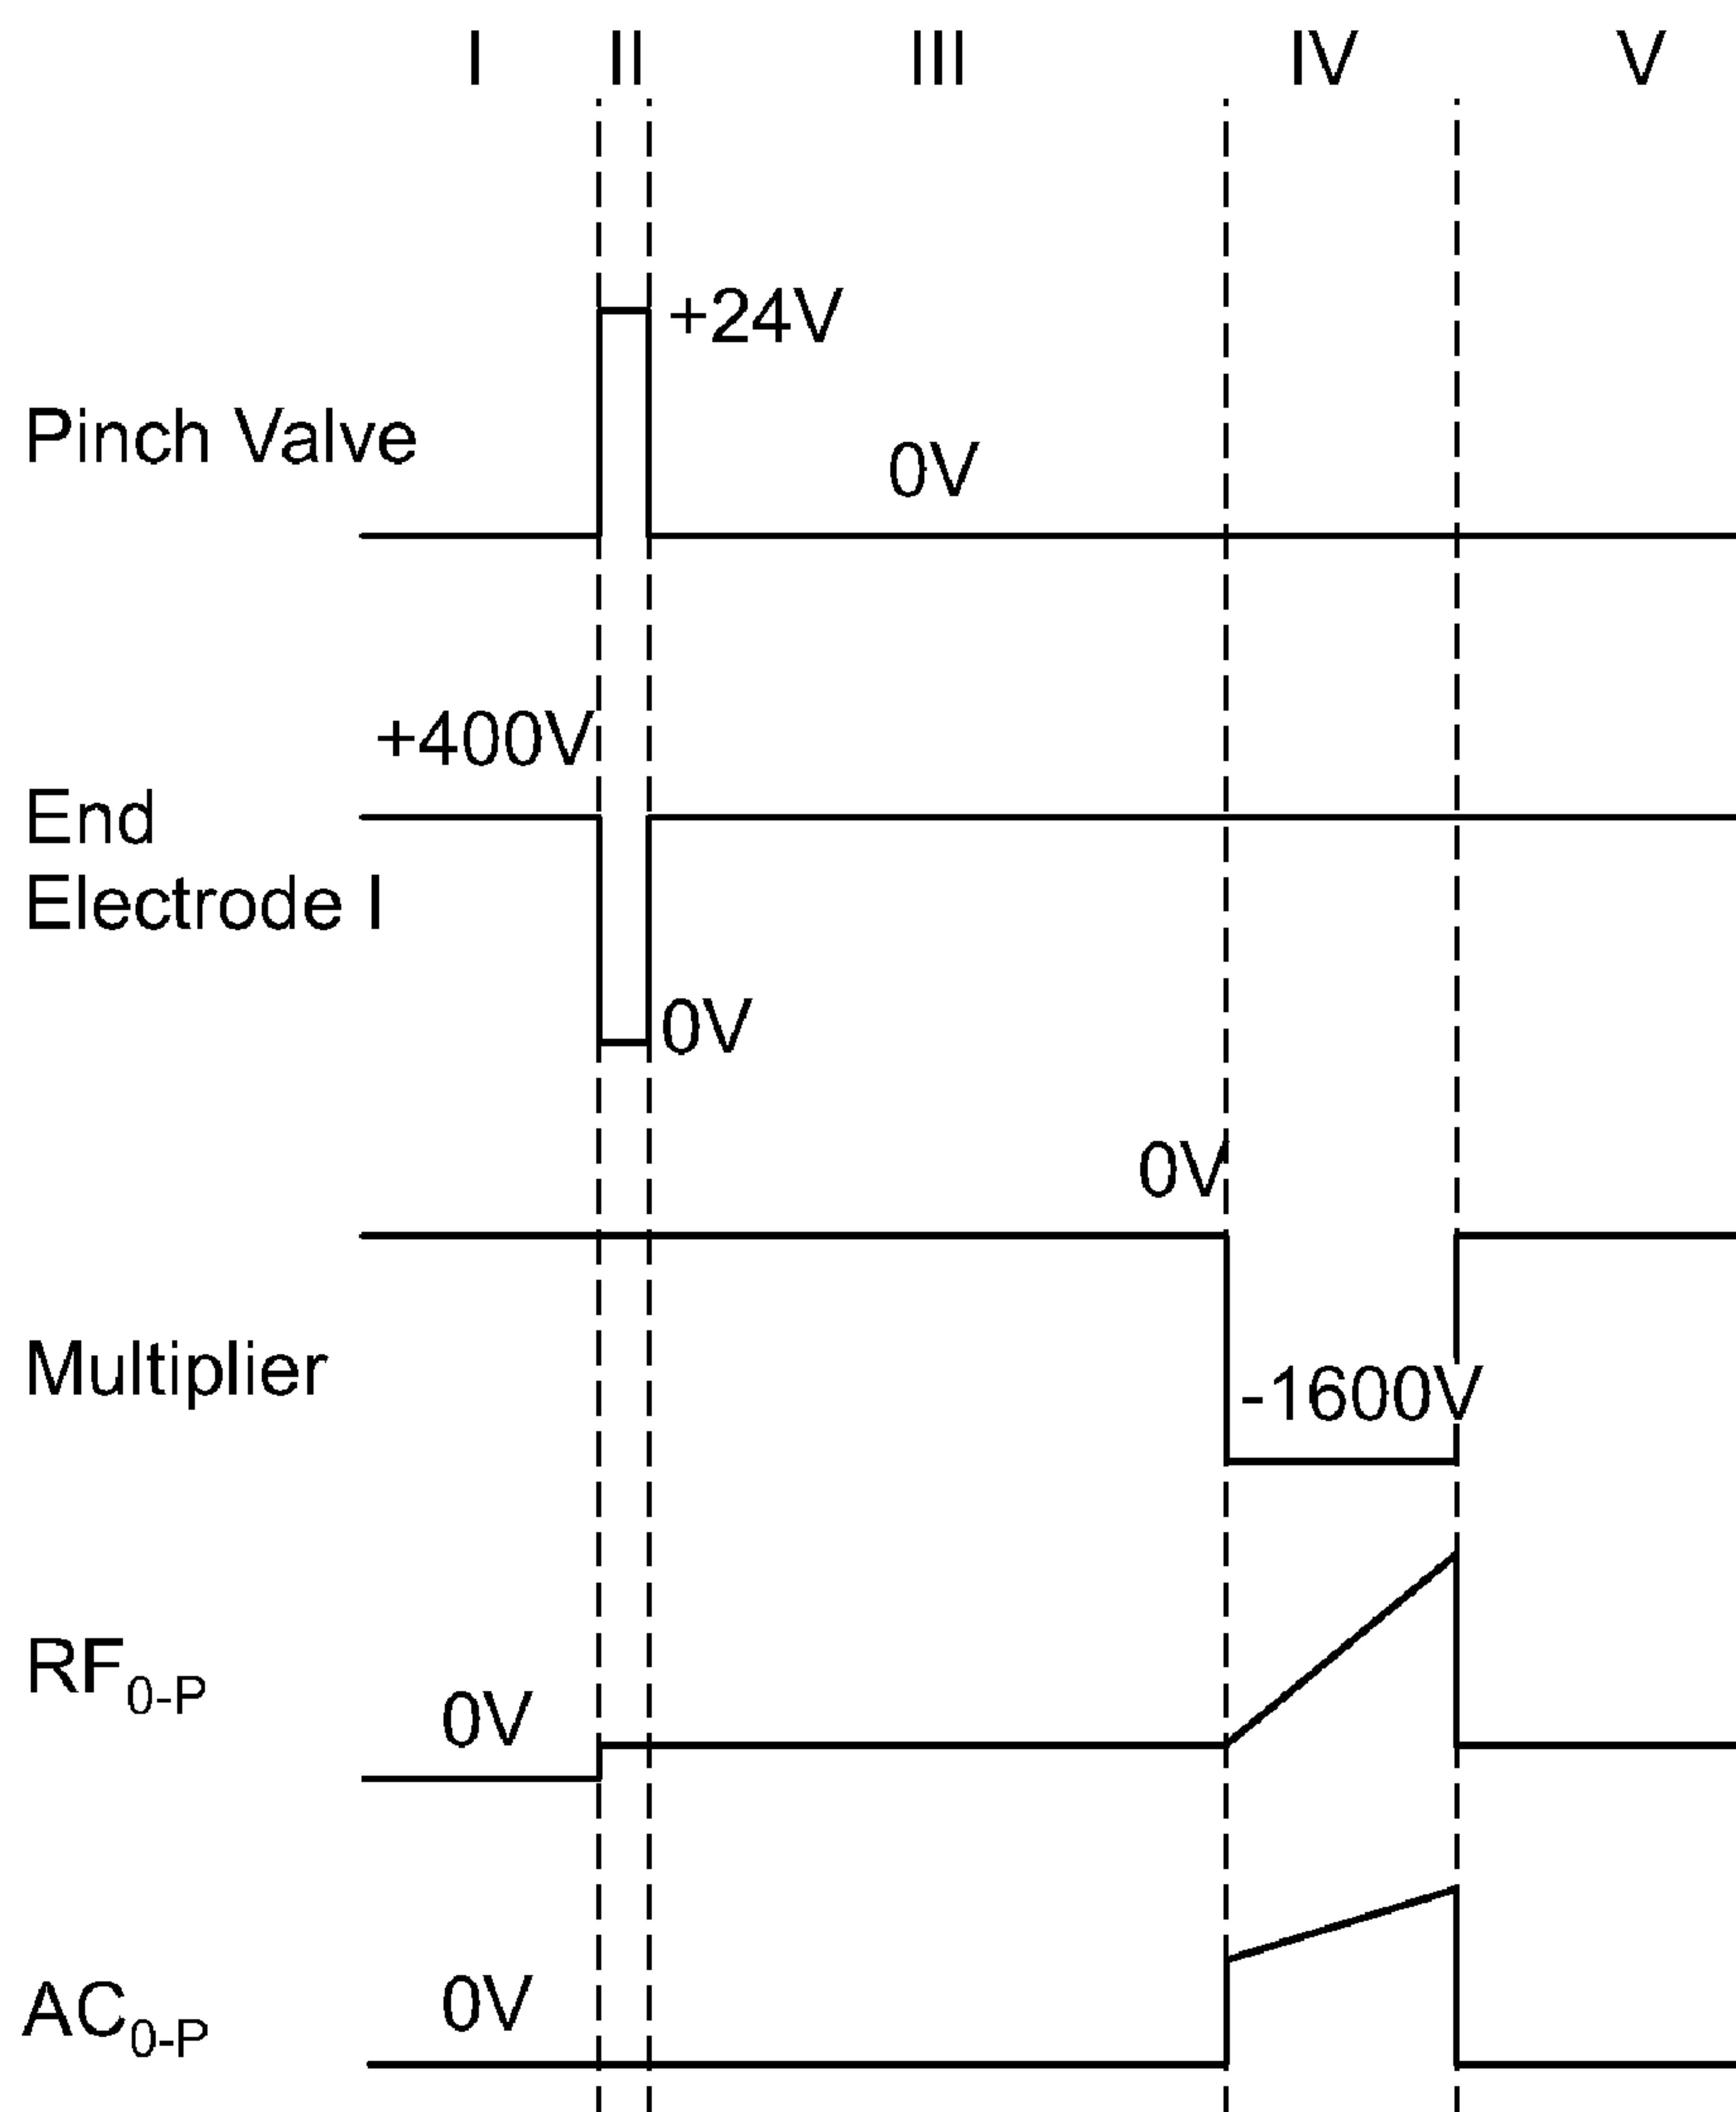 I II III IV V
+24V
Pinch Valve
0V
+400V
End
Electrode I
0V
0V
Multiplier
-1600V
RF0-P
0V
AC0-P
0V